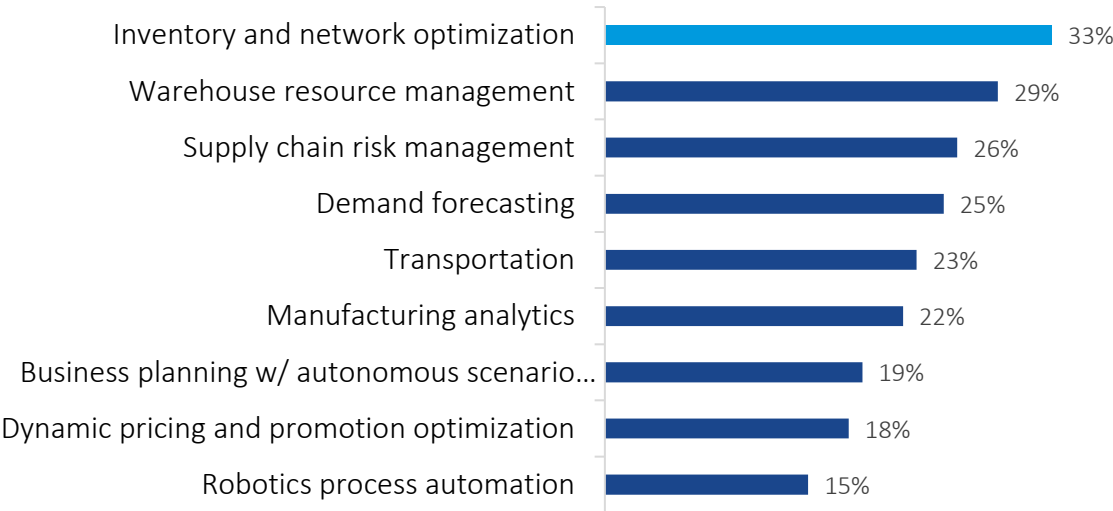 Inventory and network optimization 33%
Warehouse resource management 29%
Supply chain risk management 26%
Demand forecasting 25%
Transportation 23%
Manufacturing analytics 22%
Business planning w/ autonomous scenario... 19%
Dynamic pricing and promotion optimization 18%
Robotics process automation 15%